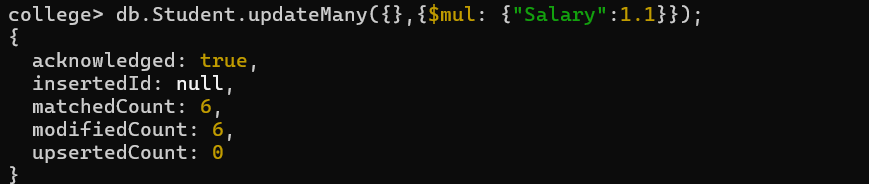 college> db.Student.updateMany({},{$mul: {"Salary":1.1}});
{
  acknowledged: true,
  insertedId: null,
  matchedCount: 6,
  modifiedCount: 6,
  upsertedCount: 0
}